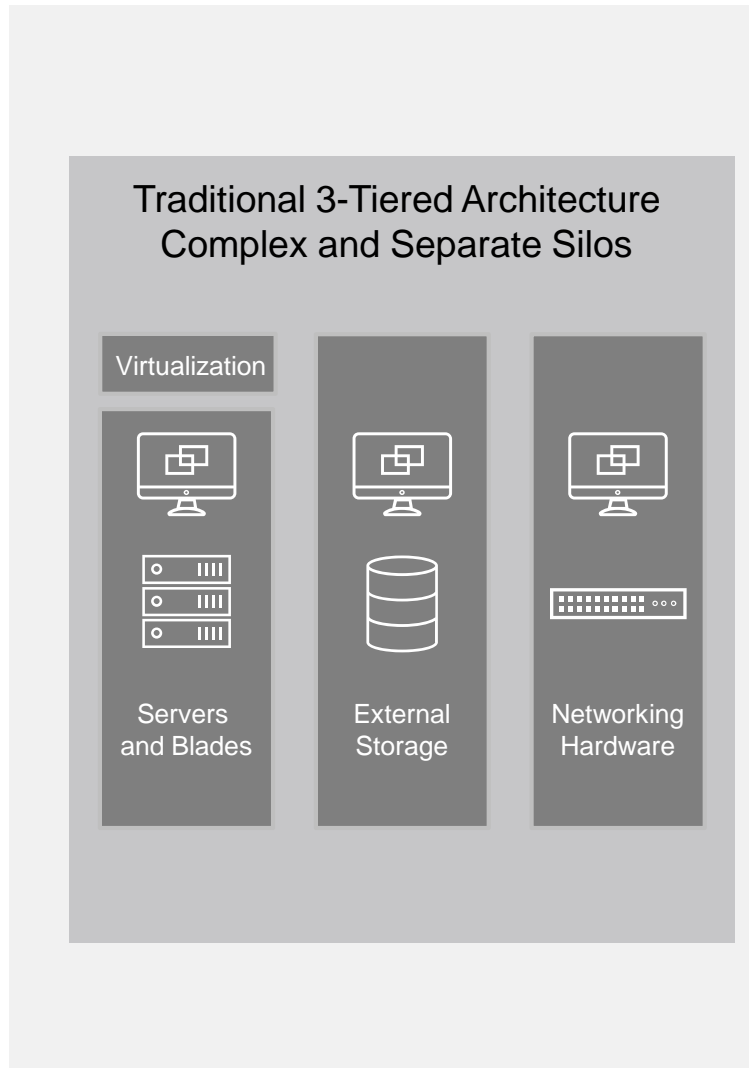 Traditional 3-Tiered Architecture
Complex and Separate Silos
Virtualization
Servers
and Blades
External
Storage
Networking
Hardware